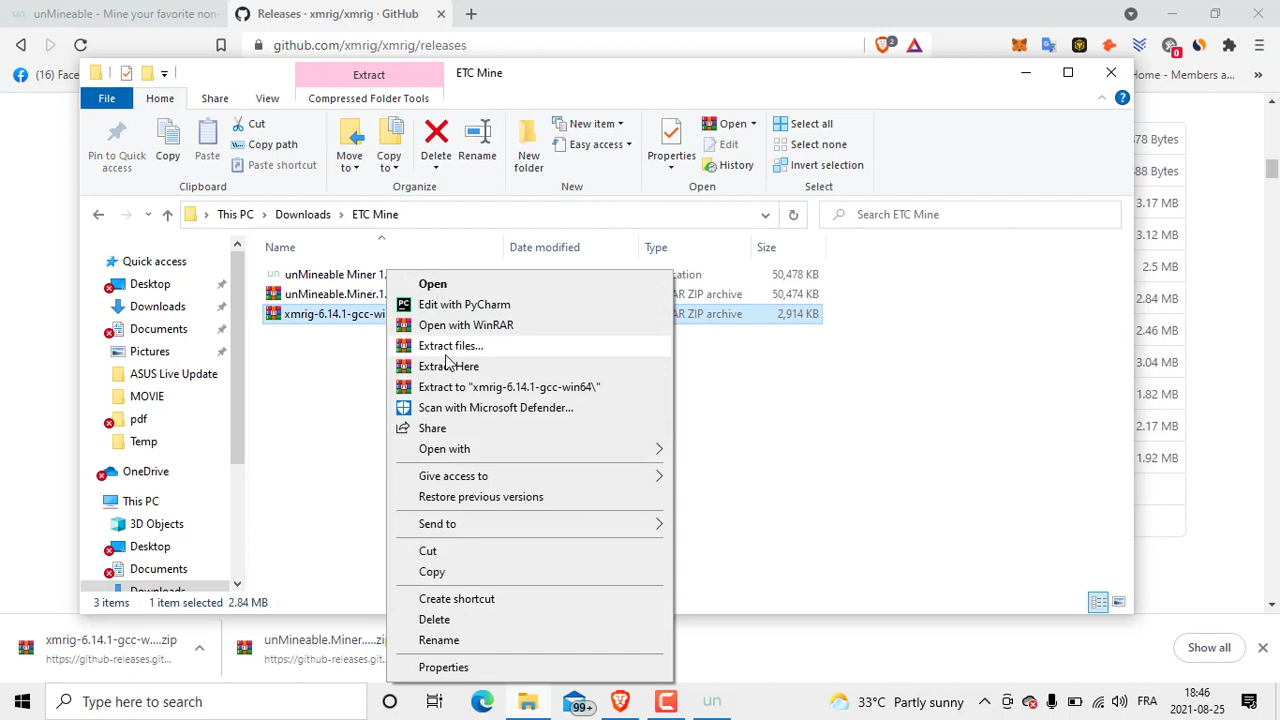 unMineable - Mine your favorite non-
Releases · xmrig/xmrig · GitHub
github.com/xmrig/xmrig/releases
2
0
(16) Face
Home - Members a
Extract
ETC Mine
File
Home
Share
View
Compressed Folder Tools
Pin to Quick access
Copy
Paste
Cut
Copy path
Paste shortcut
Clipboard
Move to
Copy to
Delete
Rename
Organize
New folder
New item
Easy access
New
Properties
Open
Edit
History
Open
Select all
Select none
Invert selection
Select
This PC
Downloads
ETC Mine
Search ETC Mine
Name
Date modified
Type
Size
unMineable Miner 1.
cation
50,478 KB
unMineable.Miner.1.
AR ZIP archive
50,474 KB
xmrig-6.14.1-gcc-wi
AR ZIP archive
2,914 KB
Quick access
Desktop
Downloads
Documents
Pictures
ASUS Live Update
MOVIE
pdf
Temp
OneDrive
This PC
3D Objects
Desktop
Documents
Downloads
Open
PC
Edit with PyCharm
Open with WinRAR
Extract files...
Extract Here
Extract to "xmrig-6.14.1-gcc-win64\"
Scan with Microsoft Defender...
Share
Open with
Give access to
Restore previous versions
Send to
Cut
Copy
Create shortcut
Delete
Rename
Properties
78 Bytes
88 Bytes
3.17 MB
3.12 MB
2.5 MB
2.84 MB
2.46 MB
3.11 MB
1.82 MB
2.17 MB
1.92 MB
3 items
1 item selected 2.84 MB
xmrig-6.14.1-gcc-w....zip
https://github-releases.git...
unMineable.Miner.....zip
https://github-releases.git...
Show all
Type here to search
99+
un
33°C Partly sunny
FRA
18:46
2021-08-25